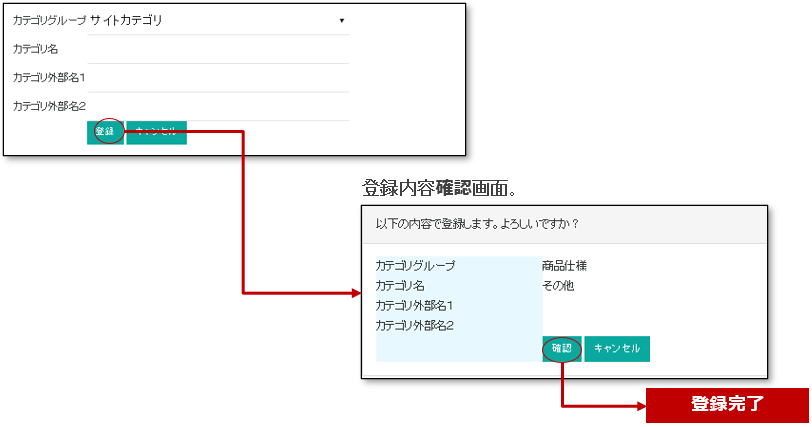 カテゴリグループ サイトカテゴリ
カテゴリ名
カテゴリ外部名1
カテゴリ外部名2
登録 キャンセル
登録内容確認画面。
以下の内容で登録します。よろしいですか？
カテゴリグループ 商品仕様
カテゴリ名 その他
カテゴリ外部名1
カテゴリ外部名2
確認 キャンセル
登録完了